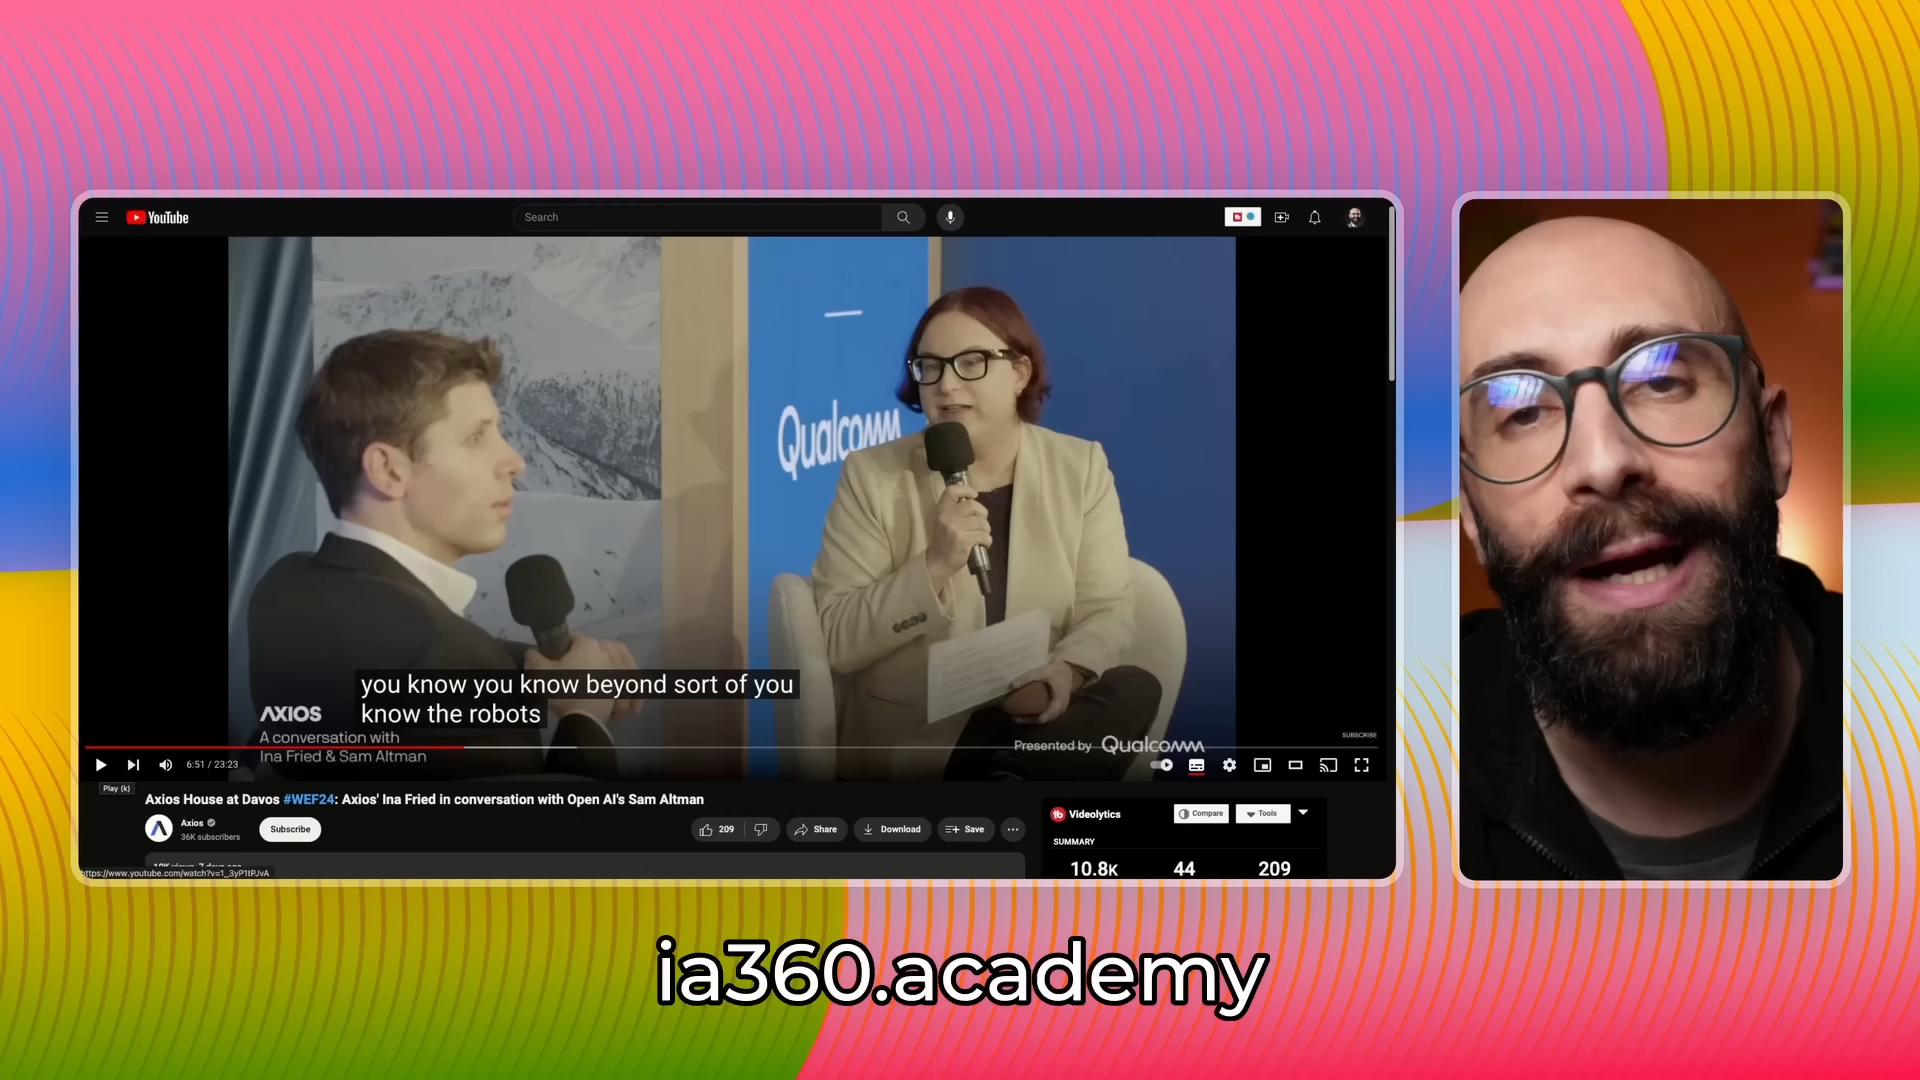 YouTube
Search
Qualcomm
you know you know beyond sort of you
know the robots
AXIOS
A conversation with
Ina Fried & Sam Altman
Presented by Qualcomm
SUBSCRIBE
6:51 / 23:23
Play (k)
Axios House at Davos #WEF24: Axios' Ina Fried in conversation with Open AI's Sam Altman
Axios
36K subscribers
Subscribe
209
Share
Download
Save
Videolytics
Compare
Tools
SUMMARY
10.8K 44 209
https://www.youtube.com/watch?v=1_3yP1tPJvA
ia360.academy